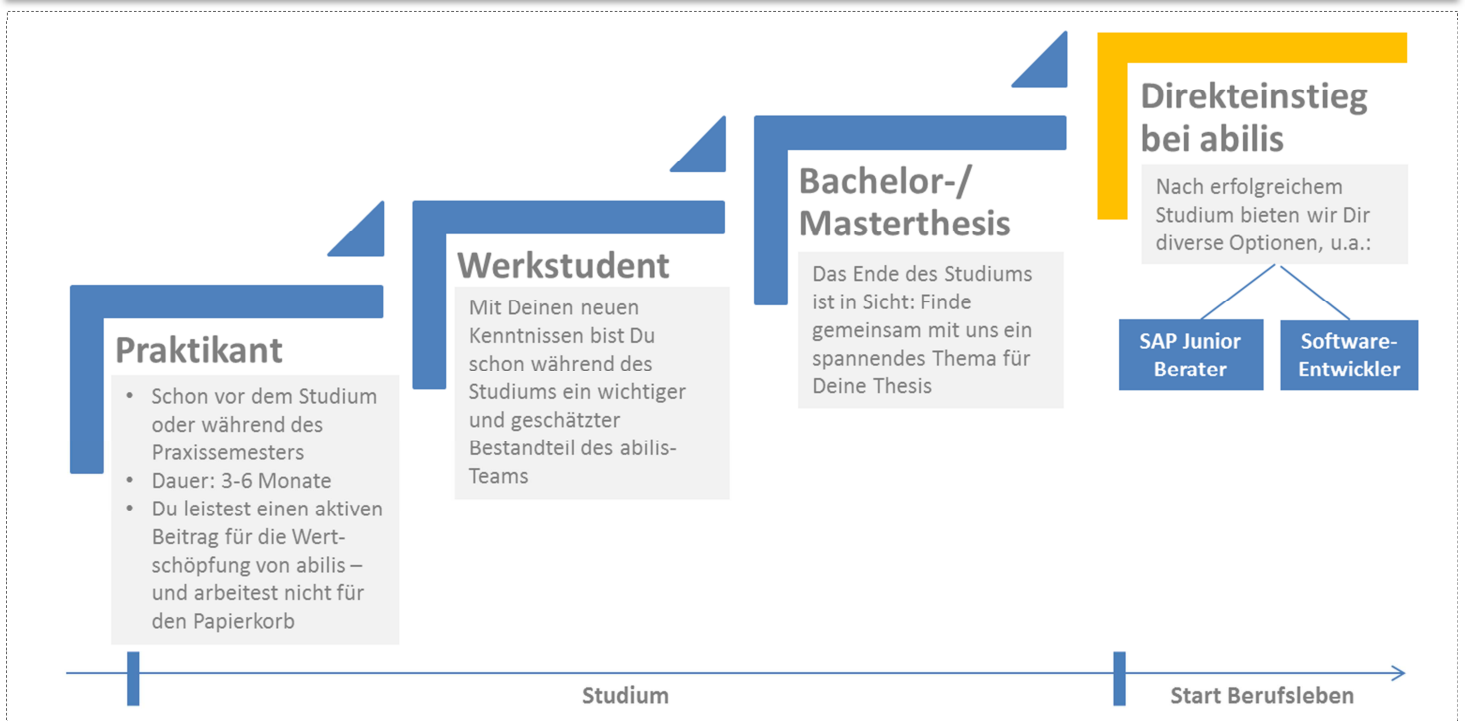 Praktikant
• Schon vor dem Studium
oder während des
Praxissemesters
• Dauer: 3-6 Monate
• Du leistest einen aktiven
Beitrag für die Wert-
schöpfung von abilis –
und arbeitest nicht für
den Papierkorb
Werkstudent
Mit Deinen neuen
Kenntnissen bist Du
schon während des
Studiums ein wichtiger
und geschätzter
Bestandteil des abilis-
Teams
Bachelor-/
Masterthesis
Das Ende des Studiums
ist in Sicht: Finde
gemeinsam mit uns ein
spannendes Thema für
Deine Thesis
Direkteinstieg
bei abilis
Nach erfolgreichem
Studium bieten wir Dir
diverse Optionen, u.a.:
SAP Junior
Berater
Software-
Entwickler
Studium
Start Berufsleben